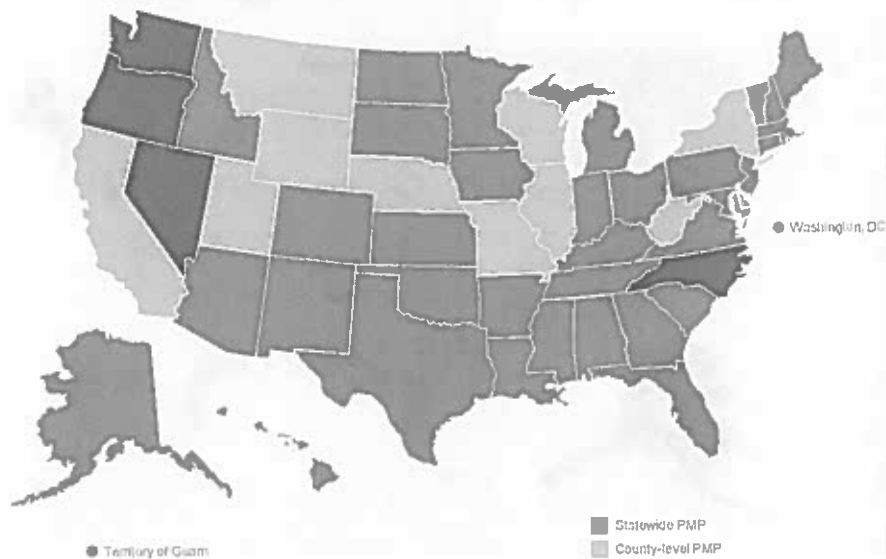 Washington, DC
Statewide PMP
County-level PMP
Territory of Guam